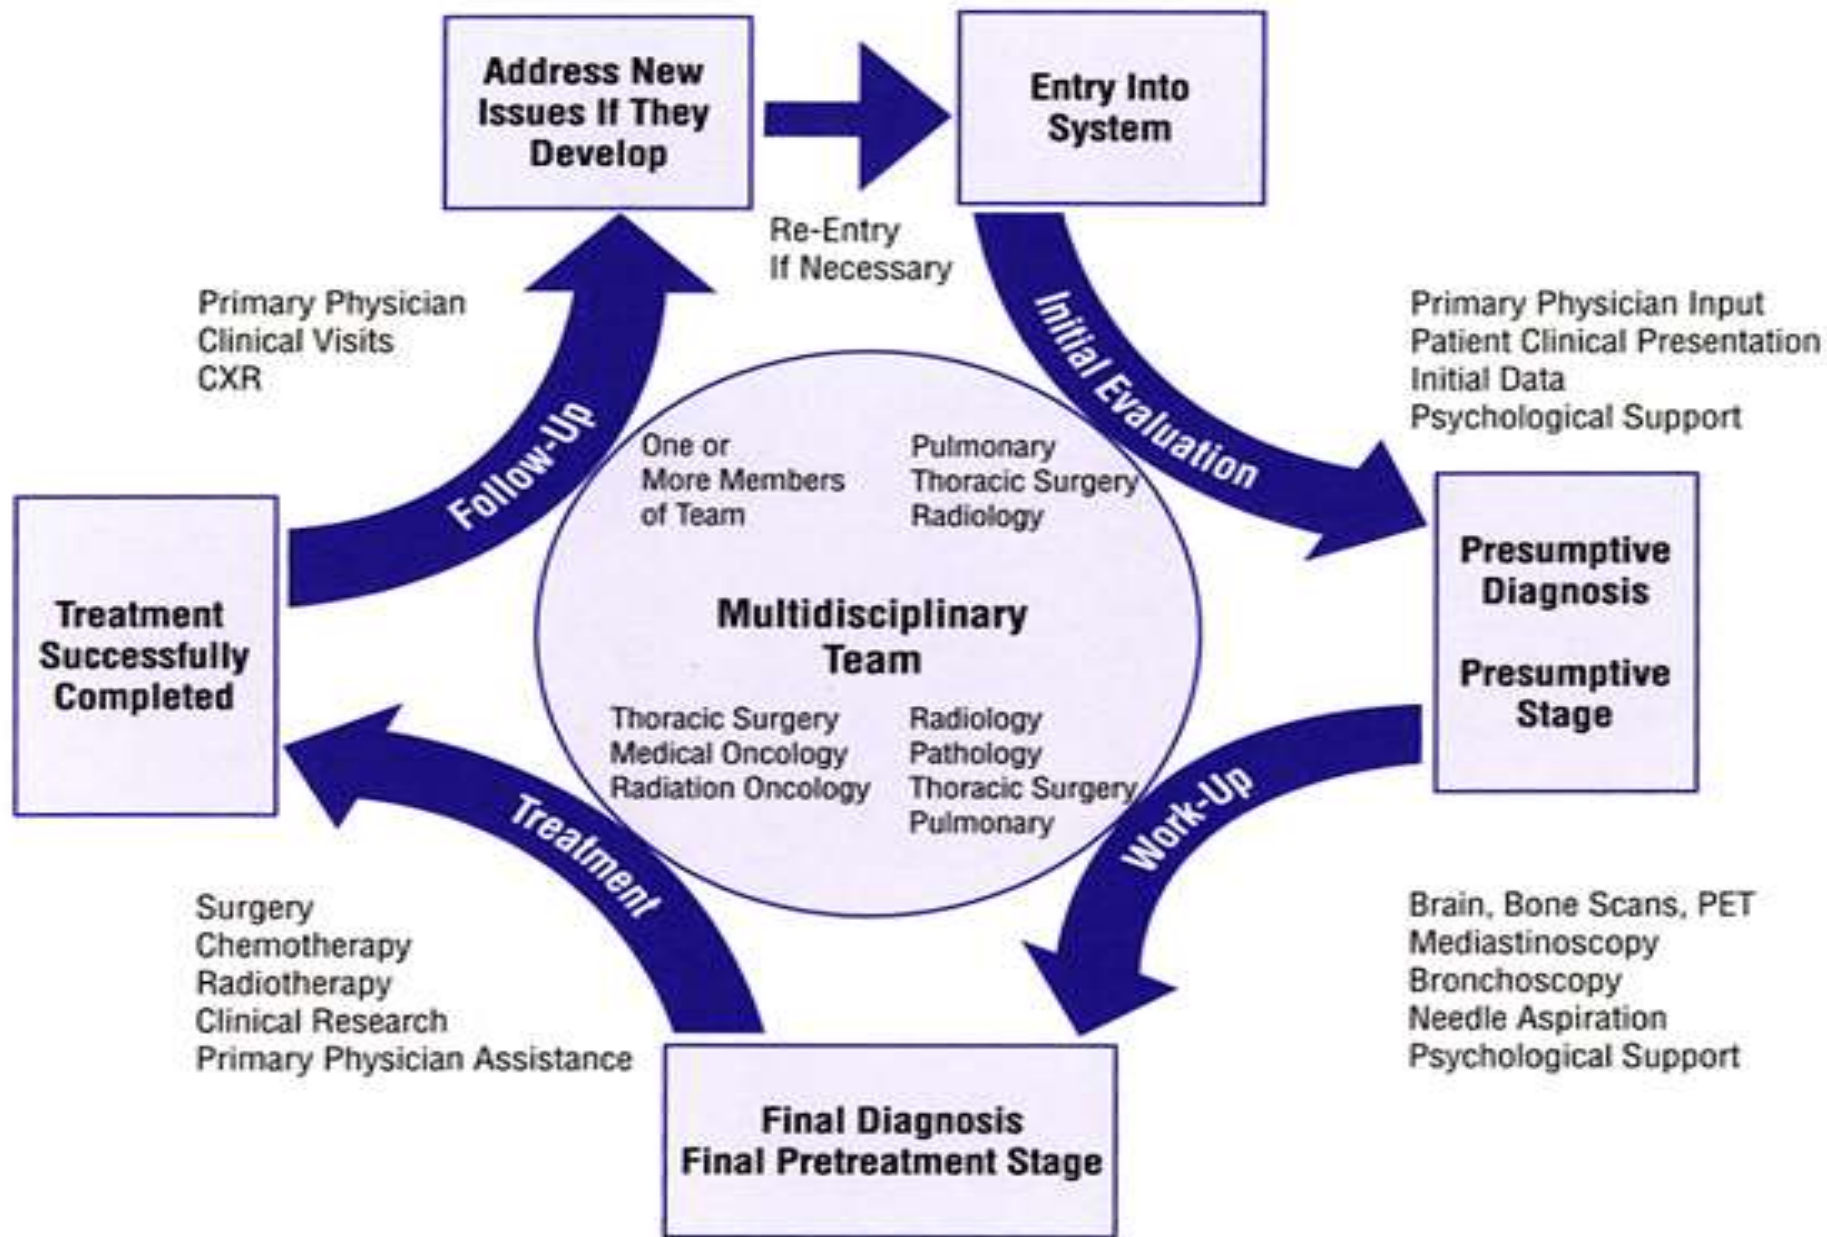 Address New
Issues If They
Develop
Entry Into
System
Re-Entry
If Necessary
Primary Physician
Clinical Visits
CXR
Follow-Up
Initial Evaluation
Primary Physician Input
Patient Clinical Presentation
Initial Data
Psychological Support
One or
More Members
of Team
Pulmonary
Thoracic Surgery
Radiology
Multidisciplinary
Team
Thoracic Surgery
Medical Oncology
Radiation Oncology
Radiology
Pathology
Thoracic Surgery
Pulmonary
Treatment
Successfully
Completed
Presumptive
Diagnosis
Presumptive
Stage
Treatment
Work-Up
Surgery
Chemotherapy
Radiotherapy
Clinical Research
Primary Physician Assistance
Brain, Bone Scans, PET
Mediastinoscopy
Bronchoscopy
Needle Aspiration
Psychological Support
Final Diagnosis
Final Pretreatment Stage